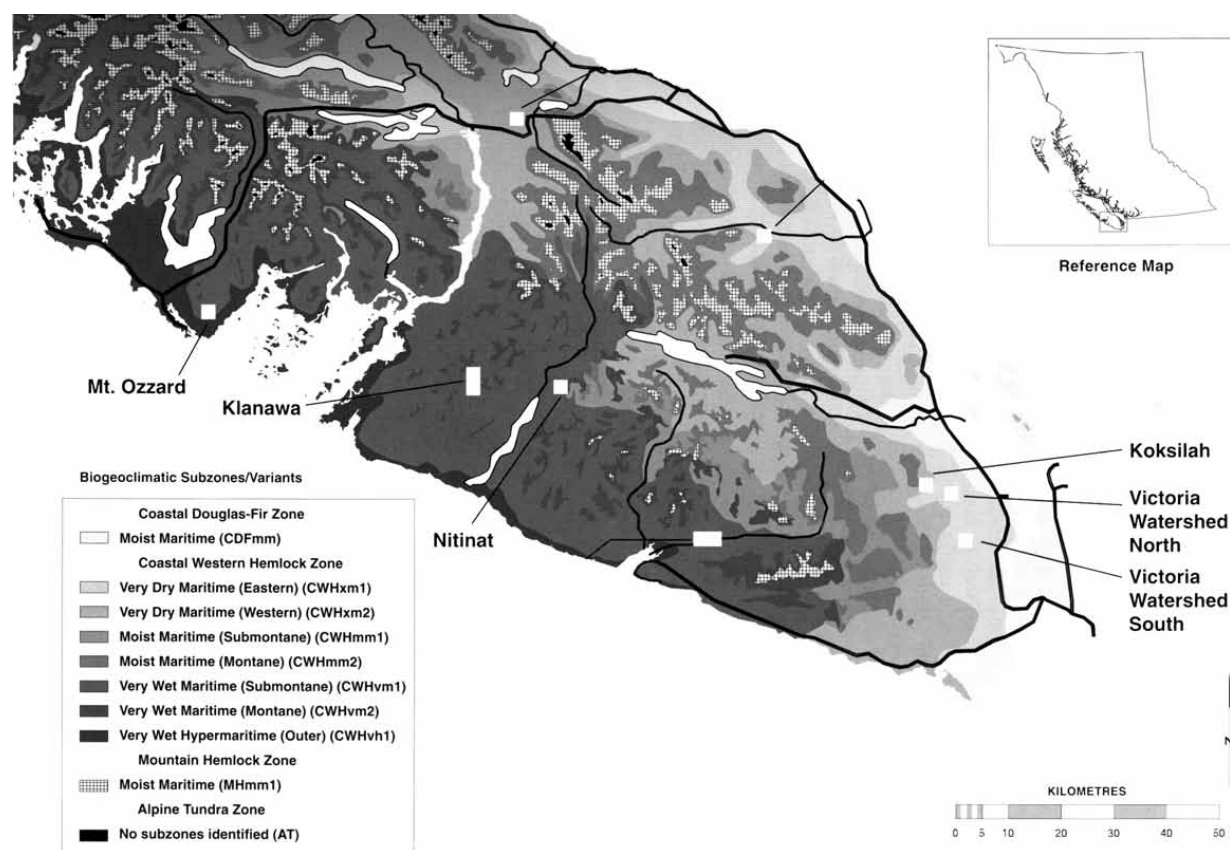 Reference Map
Mt. Ozzard
Klanawa
Nitinat
Koksilah
Victoria
Watershed
North
Victoria
Watershed
South
Biogeoclimatic Subzones/Variants
Coastal Douglas-Fir Zone
Moist Maritime (CDFmm)
Coastal Western Hemlock Zone
Very Dry Maritime (Eastern) (CWHxm1)
Very Dry Maritime (Western) (CWHxm2)
Moist Maritime (Submontane) (CWHmm1)
Moist Maritime (Montane) (CWHmm2)
Very Wet Maritime (Submontane) (CWHvm1)
Very Wet Maritime (Montane) (CWHvm2)
Very Wet Hypermaritime (Outer) (CWHvh1)
Mountain Hemlock Zone
Moist Maritime (MHmm1)
Alpine Tundra Zone
No subzones identified (AT)
KILOMETRES
0 5 10 20 30 40 50